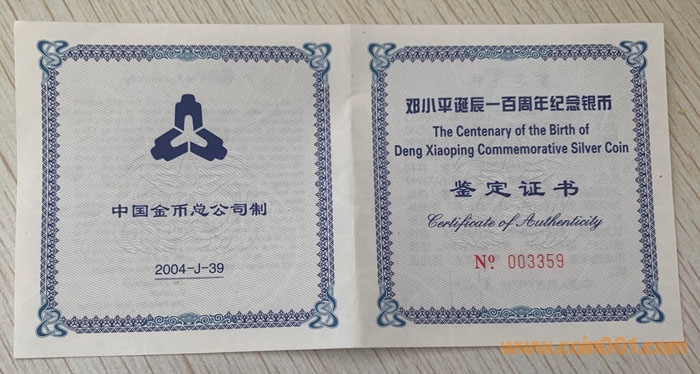 中国金币总公司制
2004-J-39
邓小平诞辰一百周年纪念银币
The Centenary of the Birth of
Deng Xiaoping Commemorative Silver Coin
鉴定证书
Certificate of Authenticity
Nº 003359
www.coin001.com